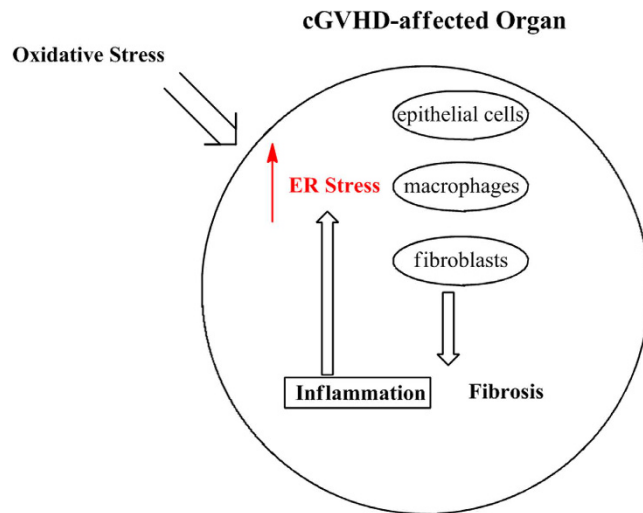 cGVHD-affected Organ
Oxidative Stress
epithelial cells
ER Stress
macrophages
fibroblasts
Inflammation
Fibrosis